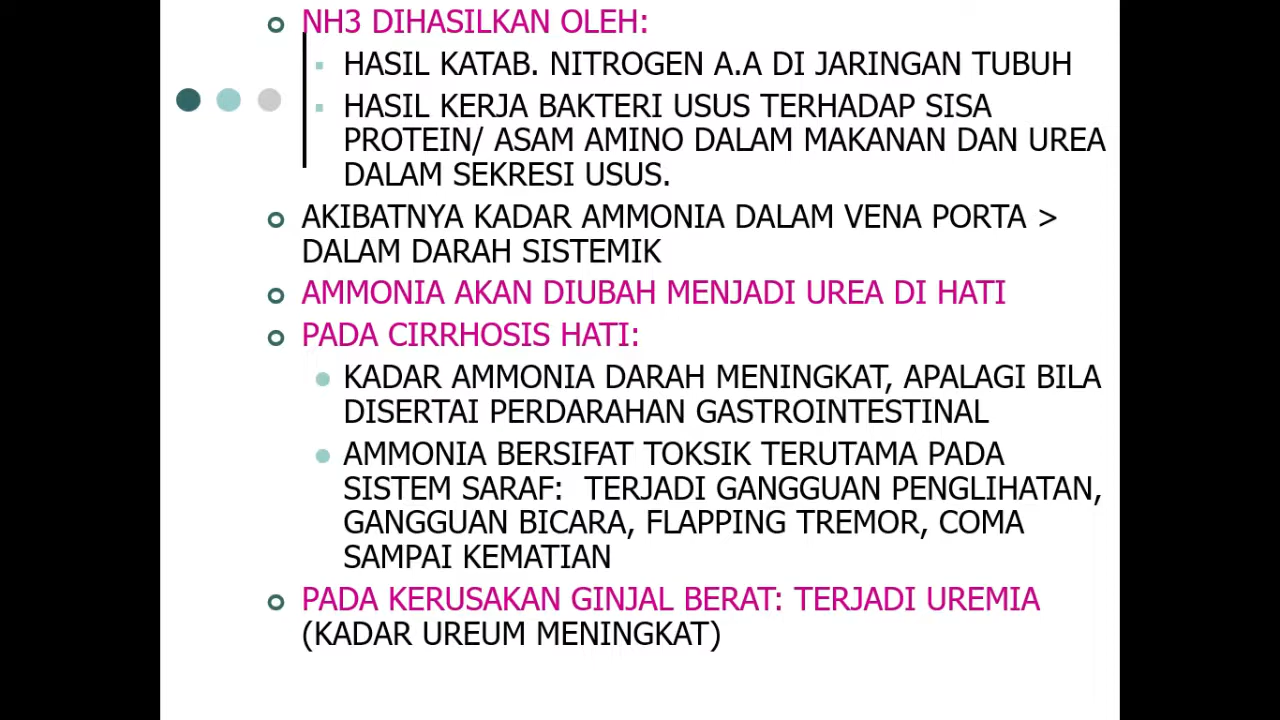 NH3 DIHASILKAN OLEH:
HASIL KATAB. NITROGEN A.A DI JARINGAN TUBUH
HASIL KERJA BAKTERI USUS TERHADAP SISA
PROTEIN/ ASAM AMINO DALAM MAKANAN DAN UREA
DALAM SEKRESI USUS.
AKIBATNYA KADAR AMMONIA DALAM VENA PORTA >
DALAM DARAH SISTEMIK
AMMONIA AKAN DIUBAH MENJADI UREA DI HATI
PADA CIRRHOSIS HATI:
KADAR AMMONIA DARAH MENINGKAT, APALAGI BILA
DISERTAI PERDARAHAN GASTROINTESTINAL
AMMONIA BERSIFAT TOKSIK TERUTAMA PADA
SISTEM SARAF: TERJADI GANGGUAN PENGLIHATAN,
GANGGUAN BICARA, FLAPPING TREMOR, COMA
SAMPAI KEMATIAN
PADA KERUSAKAN GINJAL BERAT: TERJADI UREMIA
(KADAR UREUM MENINGKAT)